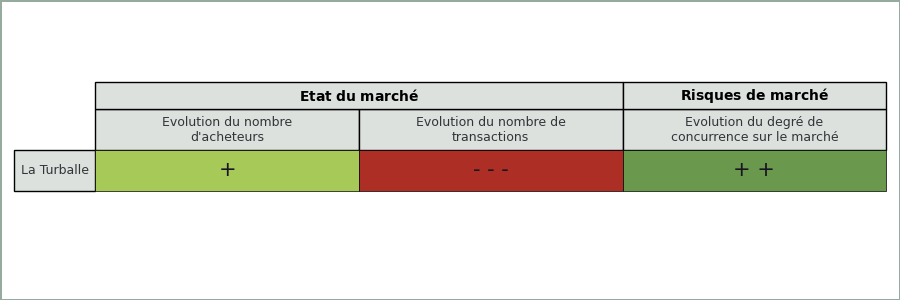 Etat du marché
Risques de marché
Evolution du nombre
d'acheteurs
Evolution du nombre de
transactions
Evolution du degré de
concurrence sur le marché
La Turballe
+
- - -
+ +